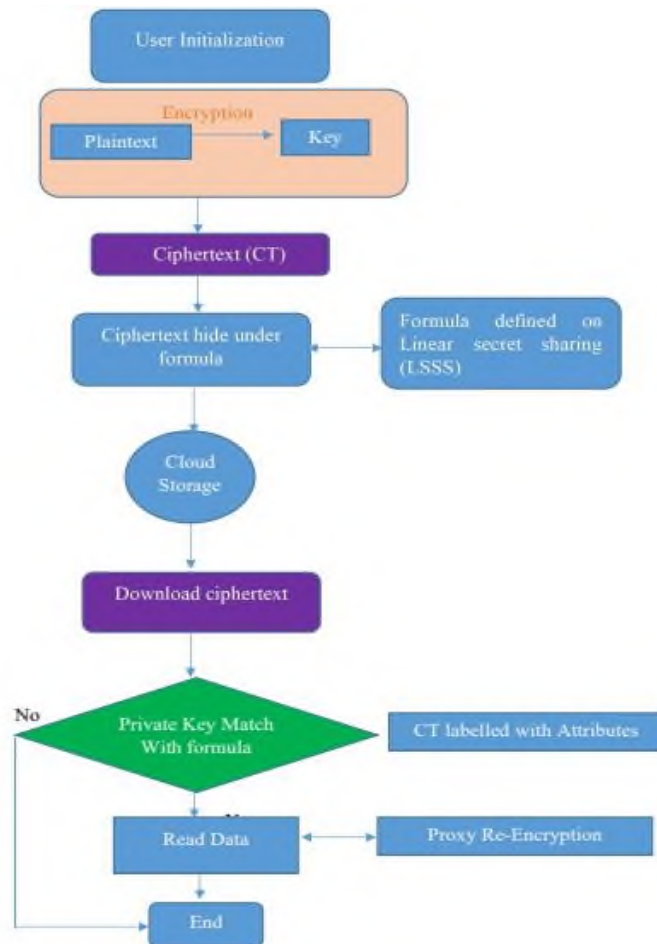 User Initialization
Encryption
Plaintext
Key
Ciphertext (CT)
Ciphertext hide under
formula
Formula defined on
Linear secret sharing
(LSSS)
Cloud
Storage
Download ciphertext
No
Private Key Match
With formula
CT labelled with Attributes
Read Data
Proxy Re-Encryption
End